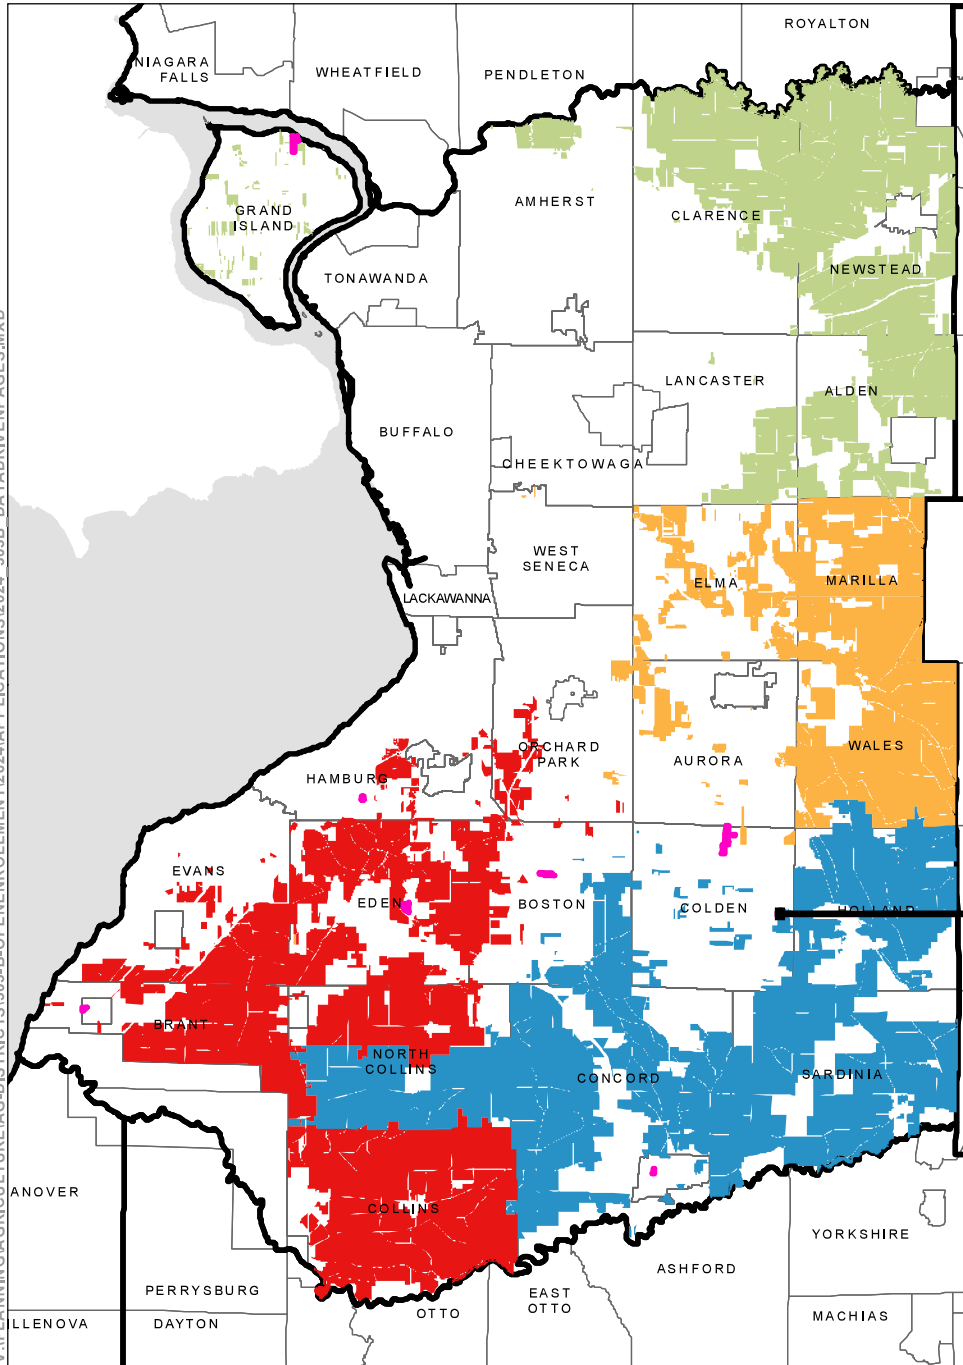 ROYALTON
NIAGARA
FALLS
WHEATFIELD
PENDLETON
AMHERST
GRAND
ISLAND
CLARENCE
NEWSTEAD
TONAWANDA
LANCASTER
ALDEN
BUFFALO
CHEEKTOWAGA
WEST
SENECA
ELMA
MARILLA
LACKAWANNA
ORCHARD
PARK
WALES
AURORA
HAMBURG
EVANS
EDEN
BOSTON
COLDEN
HOLLAND
BRANT
NORTH
COLLINS
CONCORD
SARDINIA
ANOVER
COLLINS
YORKSHIRE
ASHFORD
PERRYSBURG
EAST
OTTO
OTTO
MACHIAS
LLENOVA
DAYTON